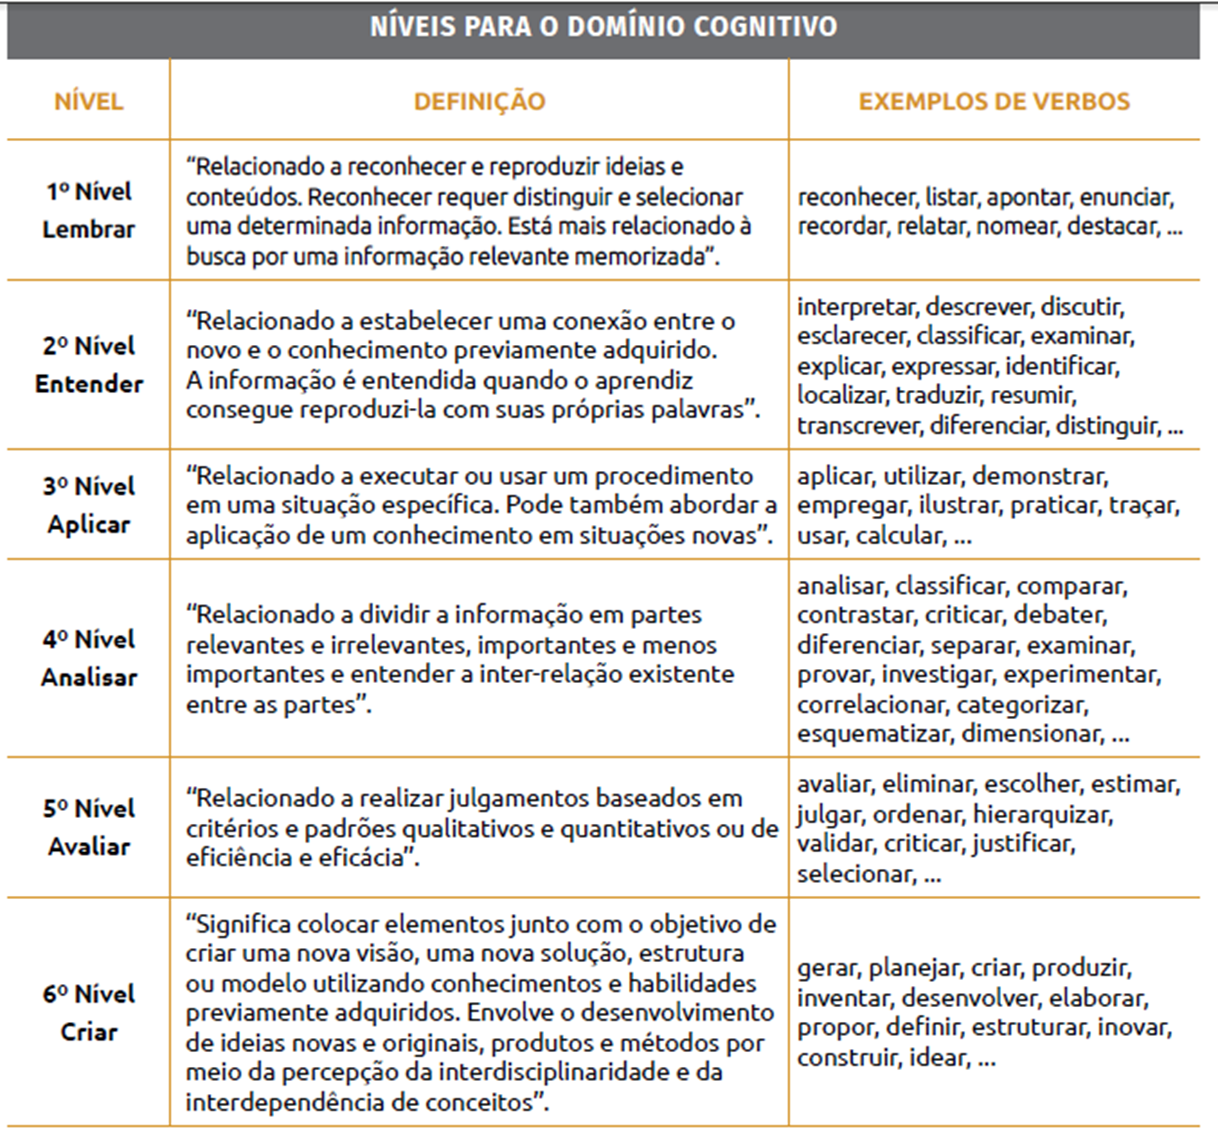 NÍVEIS PARA O DOMÍNIO COGNITIVO
NÍVEL
DEFINIÇÃO
EXEMPLOS DE VERBOS
1º Nível
Lembrar
“Relacionado a reconhecer e reproduzir ideias e
conteúdos. Reconhecer requer distinguir e selecionar
uma determinada informação. Está mais relacionado à
busca por uma informação relevante memorizada”.
reconhecer, listar, apontar, enunciar,
recordar, relatar, nomear, destacar, ...
2º Nível
Entender
“Relacionado a estabelecer uma conexão entre o
novo e o conhecimento previamente adquirido.
A informação é entendida quando o aprendiz
consegue reproduzi-la com suas próprias palavras”.
interpretar, descrever, discutir,
esclarecer, classificar, examinar,
explicar, expressar, identificar,
localizar, traduzir, resumir,
transcrever, diferenciar, distinguir, ...
3º Nível
Aplicar
“Relacionado a executar ou usar um procedimento
em uma situação específica. Pode também abordar a
aplicação de um conhecimento em situações novas”.
aplicar, utilizar, demonstrar,
empregar, ilustrar, praticar, traçar,
usar, calcular, ...
4º Nível
Analisar
“Relacionado a dividir a informação em partes
relevantes e irrelevantes, importantes e menos
importantes e entender a inter-relação existente
entre as partes”.
analisar, classificar, comparar,
contrastar, criticar, debater,
diferenciar, separar, examinar,
provar, investigar, experimentar,
correlacionar, categorizar,
esquematizar, dimensionar, ...
5º Nível
Avaliar
“Relacionado a realizar julgamentos baseados em
critérios e padrões qualitativos e quantitativos ou de
eficiência e eficácia”.
avaliar, eliminar, escolher, estimar,
julgar, ordenar, hierarquizar,
validar, criticar, justificar,
selecionar, ...
6º Nível
Criar
“Significa colocar elementos junto com o objetivo de
criar uma nova visão, uma nova solução, estrutura
ou modelo utilizando conhecimentos e habilidades
previamente adquiridos. Envolve o desenvolvimento
de ideias novas e originais, produtos e métodos por
meio da percepção da interdisciplinaridade e da
interdependência de conceitos”.
gerar, planejar, criar, produzir,
inventar, desenvolver, elaborar,
propor, definir, estruturar, inovar,
construir, idear, ...